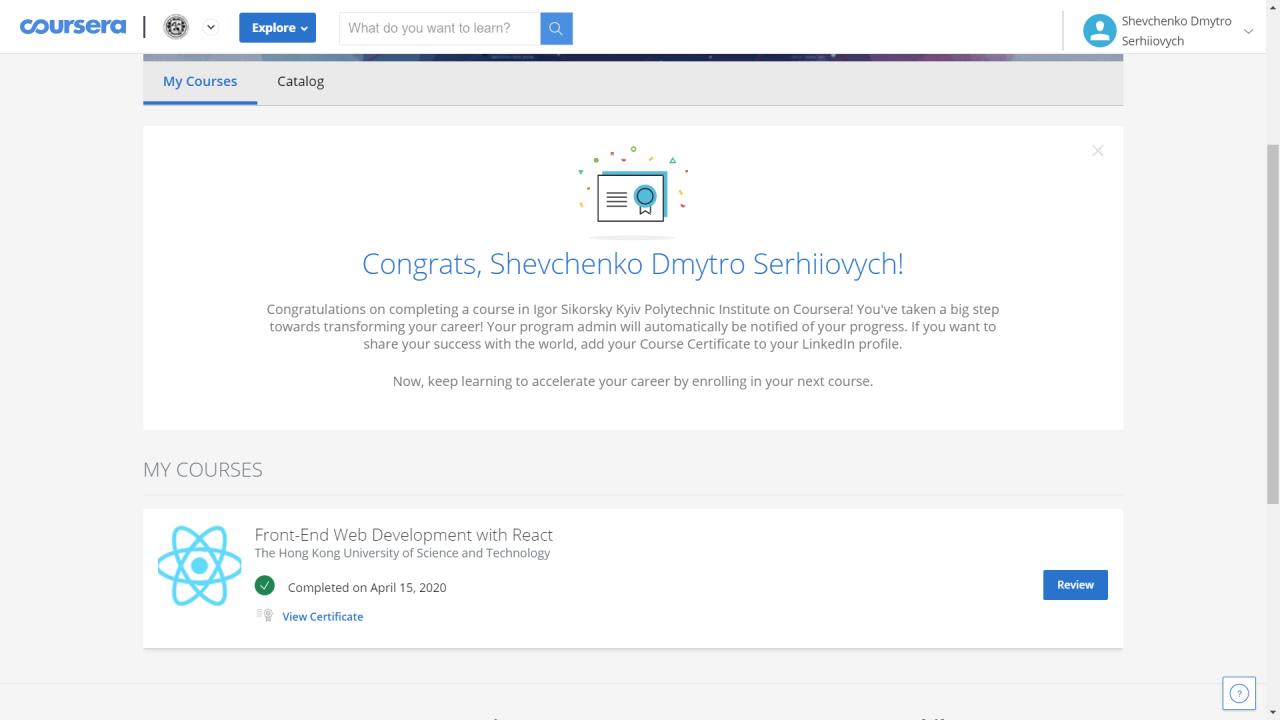 coursera
Explore
What do you want to learn?
Shevchenko Dmytro
Serhiiovych
My Courses
Catalog
Congrats, Shevchenko Dmytro Serhiiovych!
Congratulations on completing a course in Igor Sikorsky Kyiv Polytechnic Institute on Coursera! You've taken a big step
towards transforming your career! Your program admin will automatically be notified of your progress. If you want to
share your success with the world, add your Course Certificate to your LinkedIn profile.
Now, keep learning to accelerate your career by enrolling in your next course.
MY COURSES
Front-End Web Development with React
The Hong Kong University of Science and Technology
Completed on April 15, 2020
Review
View Certificate
?